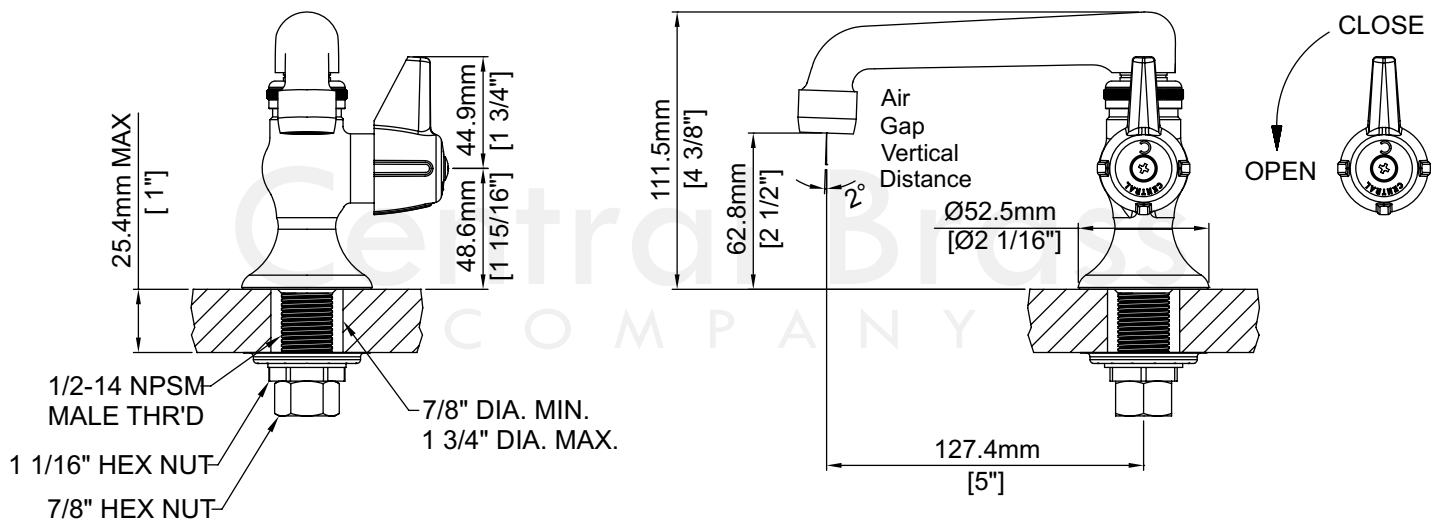 25.4mm MAX
[ 1"]
44.9mm
[1 3/4"]
48.6mm
[1 15/16"]
1/2-14 NPSM
MALE THR'D
1 1/16" HEX NUT
7/8" HEX NUT
7/8" DIA. MIN.
1 3/4" DIA. MAX.
111.5mm
[4 3/8"]
62.8mm
[2 1/2"]
Air
Gap
Vertical
Distance
2°
Ø52.5mm
[Ø2 1/16"]
127.4mm
[5"]
C
CENTRAL
CLOSE
OPEN
C
CENTRAL
Central Brass
COMPANY